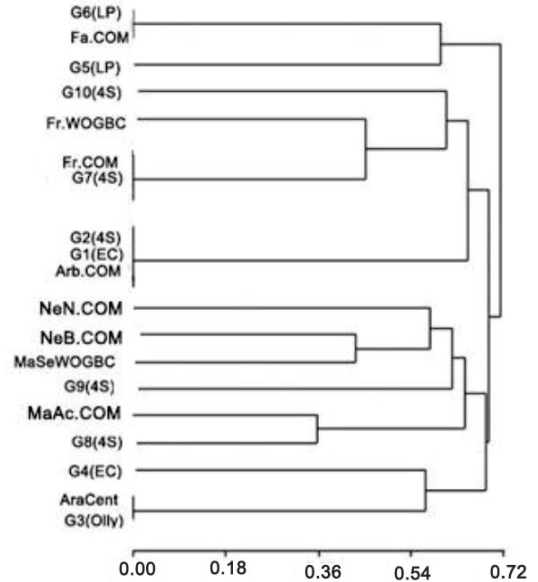 G6(LP)
Fa.COM
G5(LP)
G10(4S)
Fr.WOGBC
Fr.COM
G7(4S)
G2(4S)
G1(EC)
Arb.COM
NeN.COM
NeB.COM
MaSeWOGBC
G9(4S)
MaAc.COM
G8(4S)
G4(EC)
AraCent
G3(Olly)
0.00 0.18 0.36 0.54 0.72